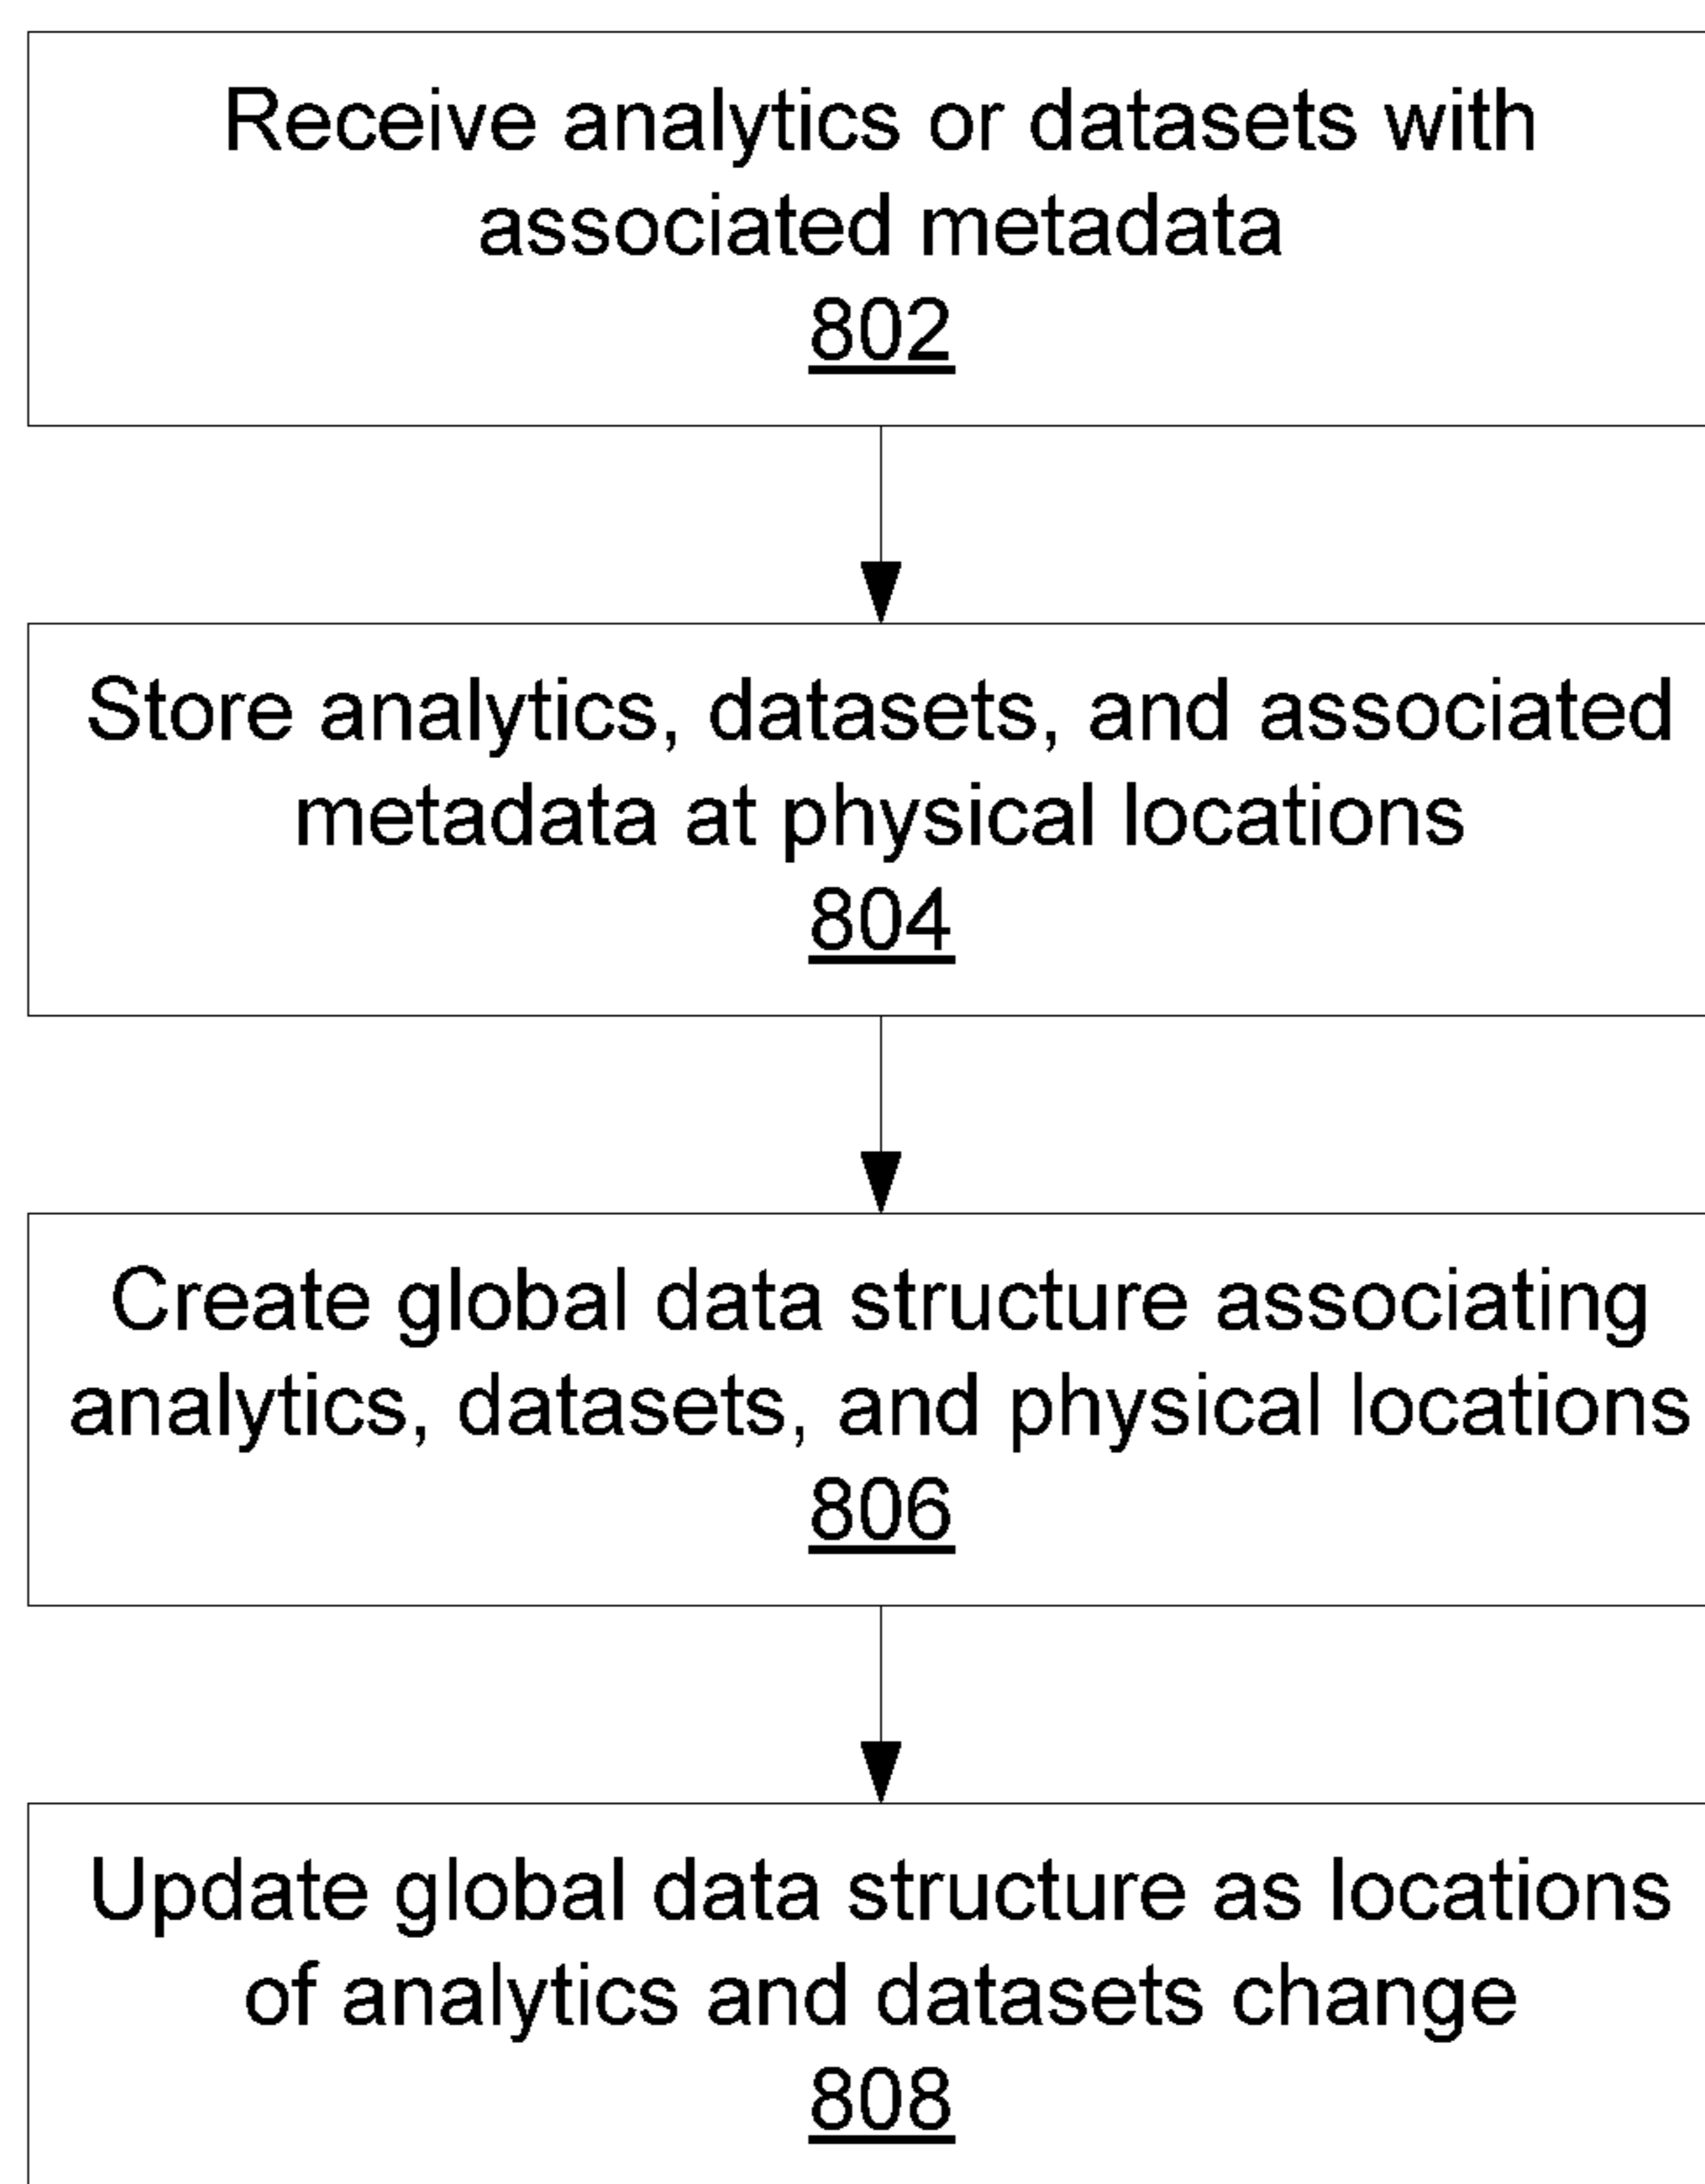 Receive analytics or datasets with
associated metadata
802
Store analytics, datasets, and associated
metadata at physical locations
804
Create global data structure associating
analytics, datasets, and physical locations
806
Update global data structure as locations
of analytics and datasets change
808